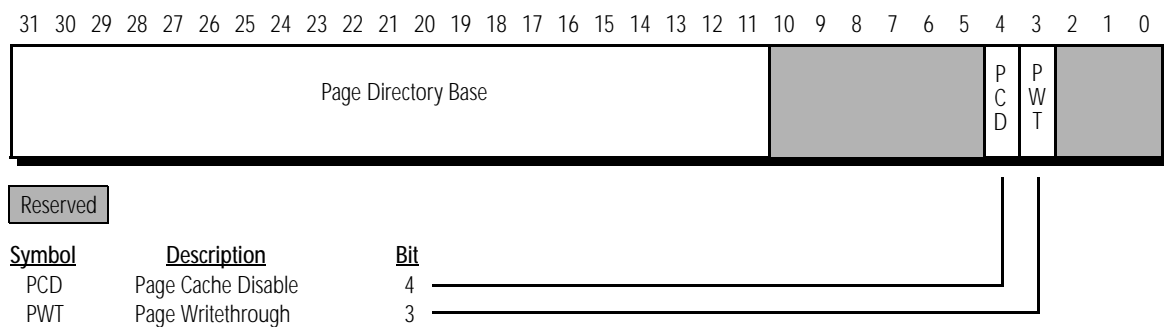 31 30 29 28 27 26 25 24 23 22 21 20 19 18 17 16 15 14 13 12 11 10 9 8 7 6 5 4 3 2 1 0
Page Directory Base
PCD
PWT
Reserved
Symbol Description Bit
PCD Page Cache Disable 4
PWT Page Writethrough 3